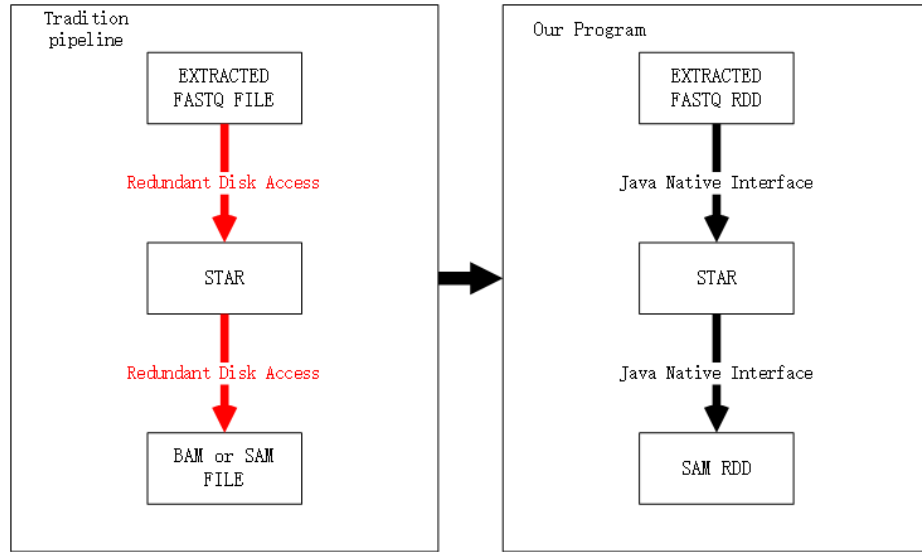 Tradition
pipeline
EXTRACTED
FASTQ FILE
Redundant Disk Access
STAR
Redundant Disk Access
BAM or SAM
FILE
Our Program
EXTRACTED
FASTQ RDD
Java Native Interface
STAR
Java Native Interface
SAM RDD